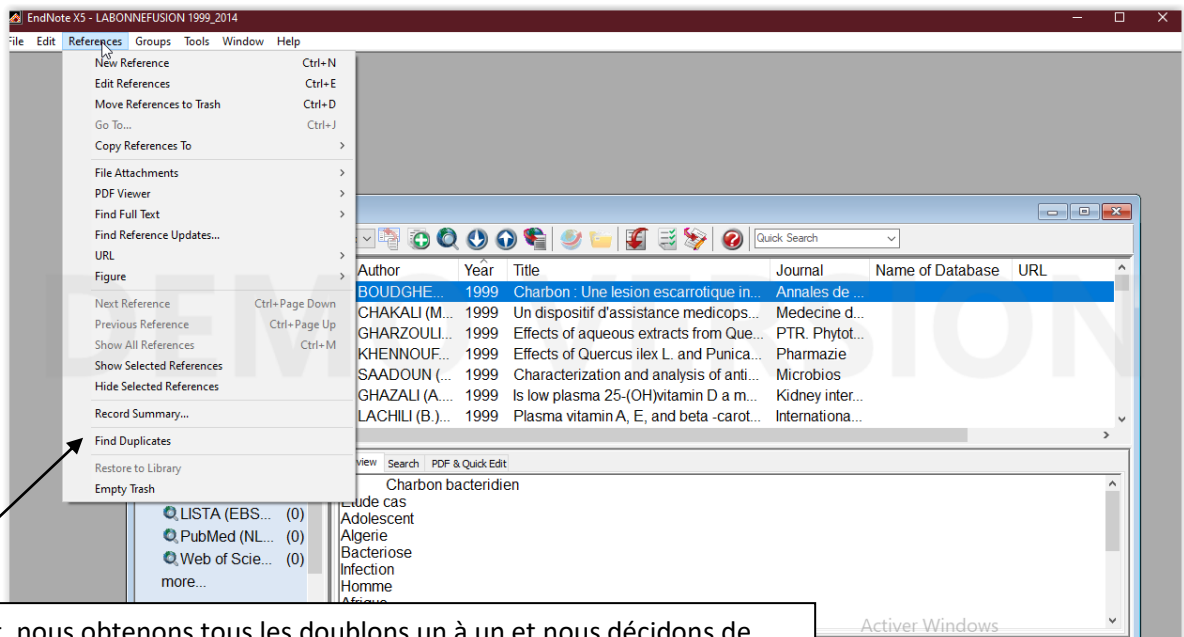 EndNote X5 - LABONNEFUSION 1999_2014
File Edit References Groups Tools Window Help
New Reference Ctrl+N
Edit References Ctrl+E
Move References to Trash Ctrl+D
Go To... Ctrl+J
Copy References To
File Attachments
PDF Viewer
Find Full Text
Find Reference Updates...
URL
Figure
Next Reference Ctrl+Page Down
Previous Reference Ctrl+Page Up
Show All References Ctrl+M
Show Selected References
Hide Selected References
Record Summary...
Find Duplicates
Restore to Library
Empty Trash
Quick Search
Author Year Title Journal Name of Database URL
BOUDGHE... 1999 Charbon : Une lesion escarrotique in... Annales de ...
CHAKALI (M... 1999 Un dispositif d'assistance medicops... Medecine d...
GHARZOULI... 1999 Effects of aqueous extracts from Que... PTR. Phytot...
KHENNOUF... 1999 Effects of Quercus ilex L. and Punica... Pharmazie
SAADOUN (... 1999 Characterization and analysis of anti... Microbios
GHAZALI (A.... 1999 Is low plasma 25-(OH)vitamin D a m... Kidney inter...
LACHILI (B.)... 1999 Plasma vitamin A, E, and beta -carot... Internationa...
DEMO VERSION
Search PDF & Quick Edit
Charbon bacteridien
Etude cas
Adolescent
Algerie
Bacteriose
Infection
Homme
Afrique
LISTA (EBS... (0)
PubMed (NL... (0)
Web of Scie... (0)
more...
nous obtenons tous les doublons un à un et nous décidons de
Activer Windows